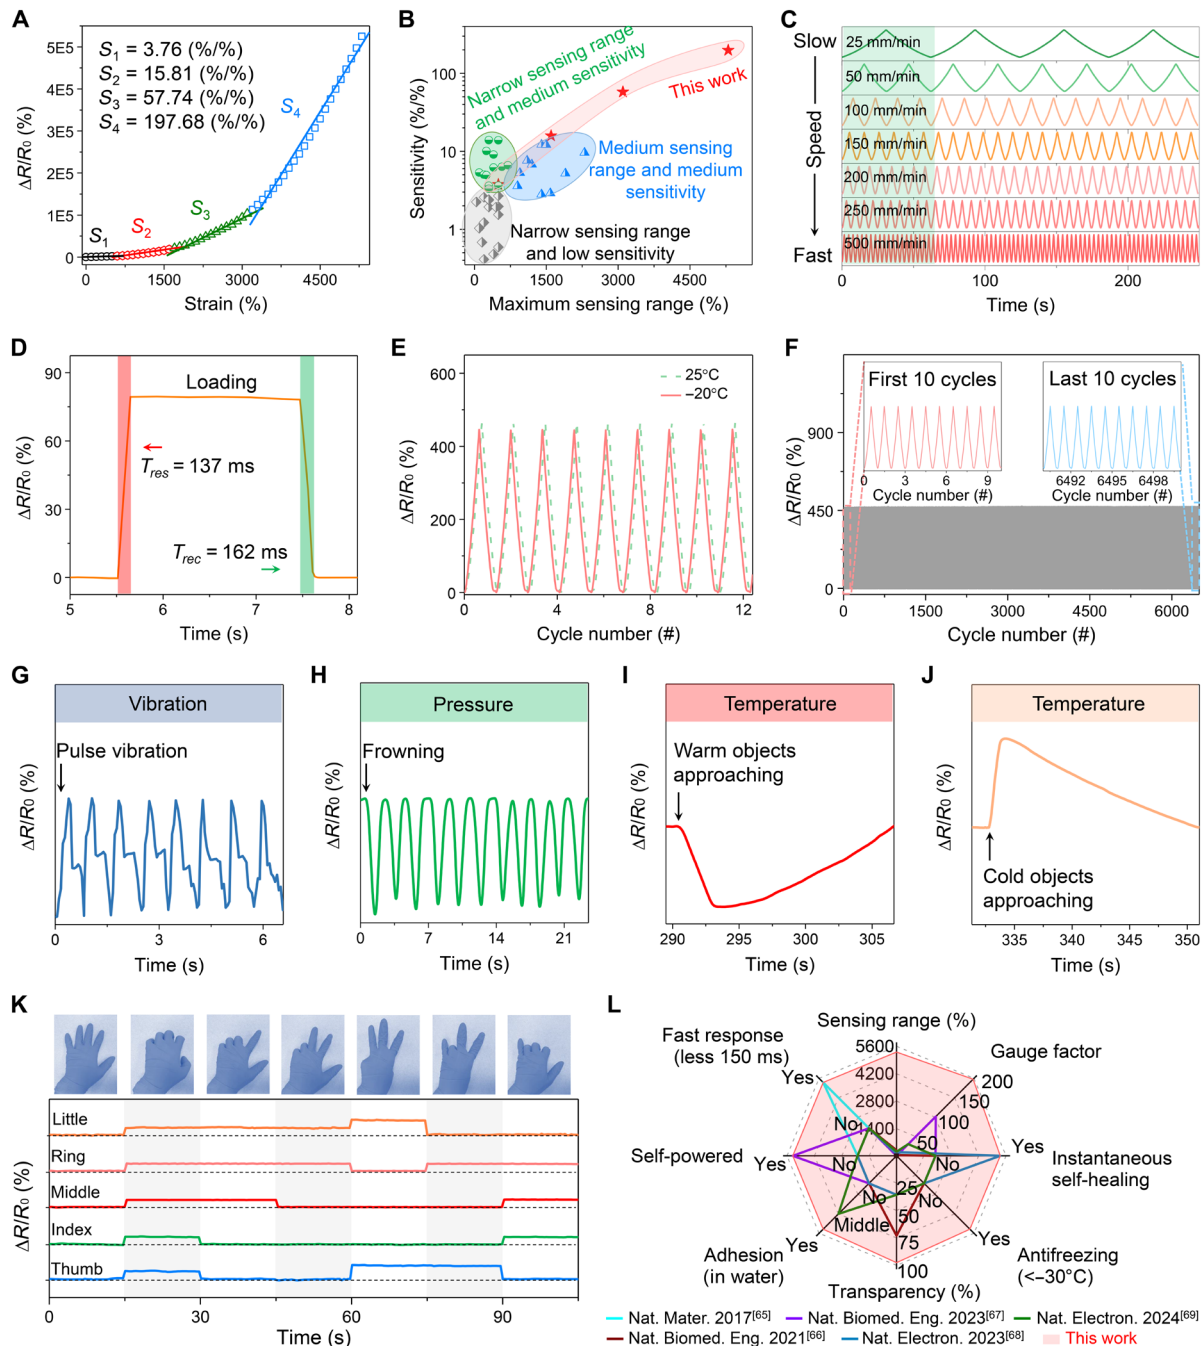 A
S1 = 3.76 (%/%)
S2 = 15.81 (%/%)
S3 = 57.74 (%/%)
S4 = 197.68 (%/%)
S1
S2
S3
S4
5E5
4E5
3E5
2E5
1E5
0
ΔR/R0 (%)
0 1500 3000 4500
Strain (%)
B
Narrow sensing range
and medium sensitivity
This work
Medium sensing
range and medium
sensitivity
Narrow sensing range
and low sensitivity
100
10
1
Sensitivity (%/%)
0 1500 3000 4500
Maximum sensing range (%)
C
Slow
Speed
Fast
25 mm/min
50 mm/min
100 mm/min
150 mm/min
200 mm/min
250 mm/min
500 mm/min
0 100 200
Time (s)
D
Loading
Tres = 137 ms
Trec = 162 ms
90
60
30
0
ΔR/R0 (%)
5 6 7 8
Time (s)
E
25°C
–20°C
600
400
200
0
ΔR/R0 (%)
0 4 8 12
Cycle number (#)
F
First 10 cycles
0 3 6 9
Cycle number (#)
Last 10 cycles
6492 6495 6498
Cycle number (#)
900
450
0
ΔR/R0 (%)
0 1500 3000 4500 6000
Cycle number (#)
G
Vibration
Pulse vibration
ΔR/R0 (%)
0 3 6
Time (s)
H
Pressure
Frowning
ΔR/R0 (%)
0 7 14 21
Time (s)
I
Temperature
Warm objects
approaching
ΔR/R0 (%)
290 295 300 305
Time (s)
J
Temperature
Cold objects
approaching
ΔR/R0 (%)
335 340 345 350
Time (s)
K
Little
Ring
Middle
Index
Thumb
ΔR/R0 (%)
0 30 60 90
Time (s)
L
Sensing range (%)
5600
4200
2800
Gauge factor
200
150
100
50
Instantaneous
self-healing
Yes
No
Antifreezing
(<–30°C)
Yes
No
Transparency (%)
25
50
75
100
Adhesion
(in water)
Yes
Middle
No
Self-powered
Yes
No
Fast response
(less 150 ms)
Yes
No
Nat. Mater. 2017[65] Nat. Biomed. Eng. 2023[67] Nat. Electron. 2024[69]
Nat. Biomed. Eng. 2021[66] Nat. Electron. 2023[68] This work